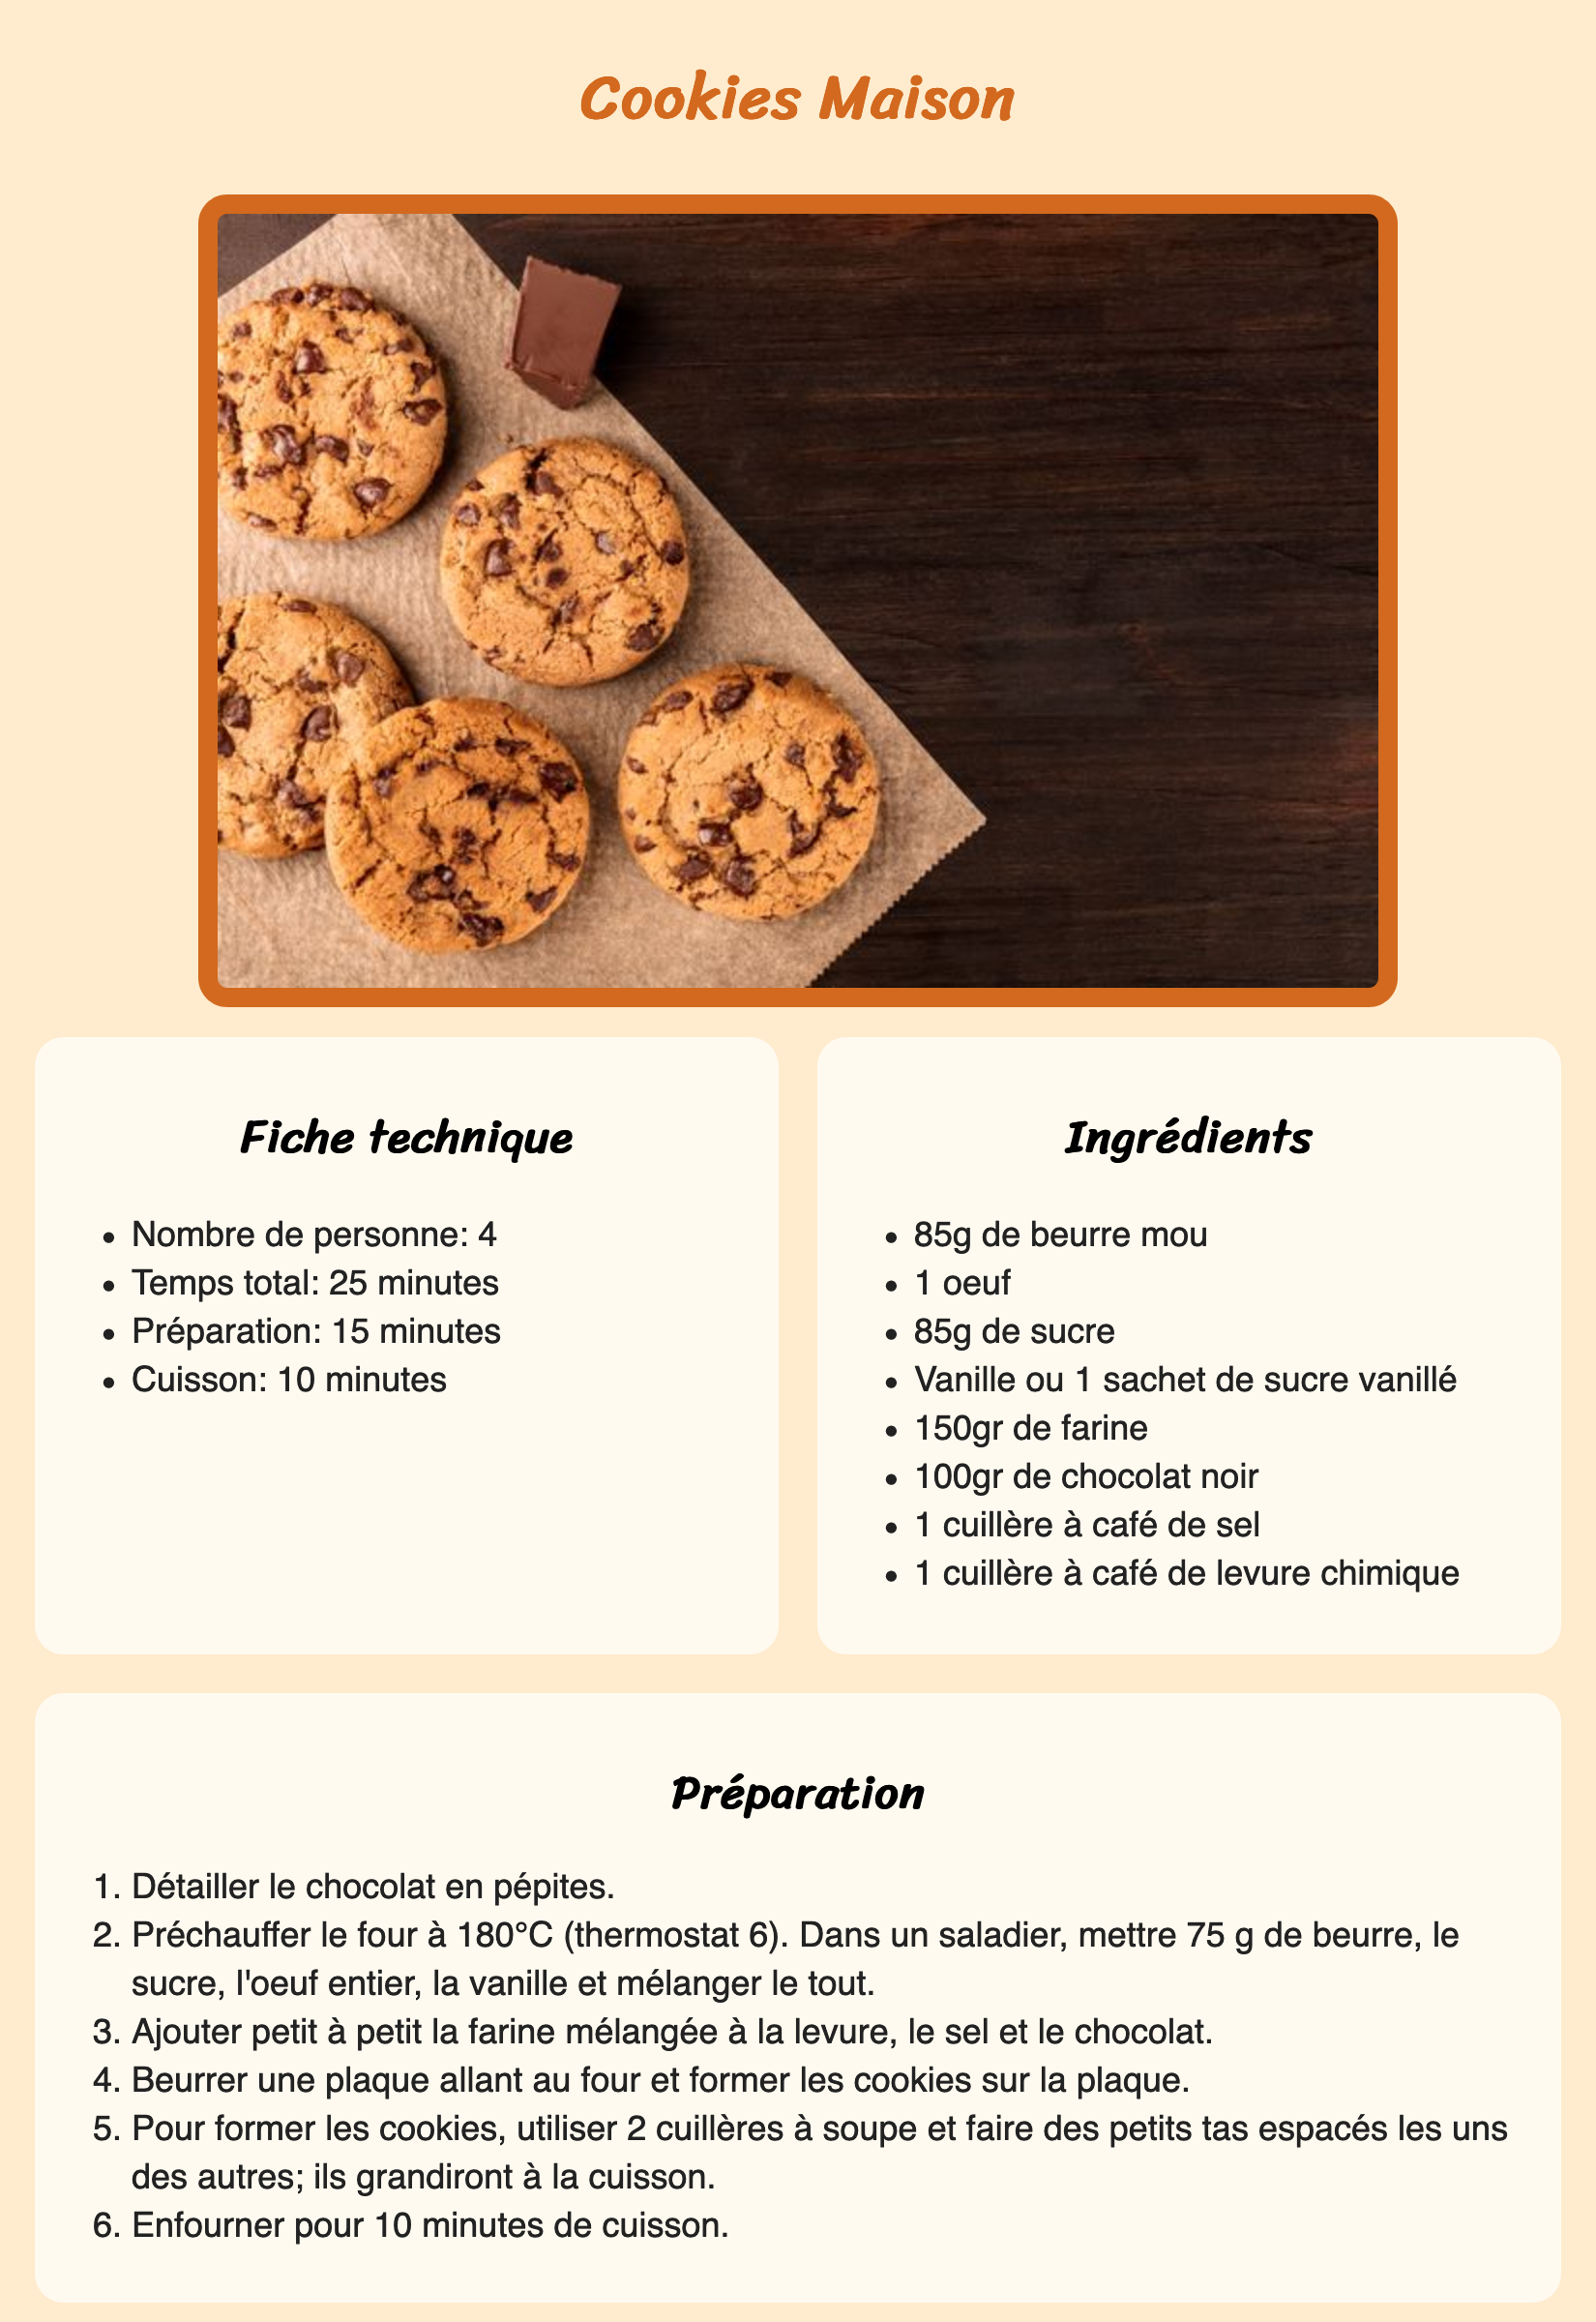 Cookies Maison
Fiche technique
• Nombre de personne: 4
• Temps total: 25 minutes
• Préparation: 15 minutes
• Cuisson: 10 minutes
Ingrédients
• 85g de beurre mou
• 1 oeuf
• 85g de sucre
• Vanille ou 1 sachet de sucre vanillé
• 150gr de farine
• 100gr de chocolat noir
• 1 cuillère à café de sel
• 1 cuillère à café de levure chimique
Préparation
1. Détailler le chocolat en pépites.
2. Préchauffer le four à 180°C (thermostat 6). Dans un saladier, mettre 75 g de beurre, le
sucre, l'oeuf entier, la vanille et mélanger le tout.
3. Ajouter petit à petit la farine mélangée à la levure, le sel et le chocolat.
4. Beurrer une plaque allant au four et former les cookies sur la plaque.
5. Pour former les cookies, utiliser 2 cuillères à soupe et faire des petits tas espacés les uns
des autres; ils grandiront à la cuisson.
6. Enfourner pour 10 minutes de cuisson.